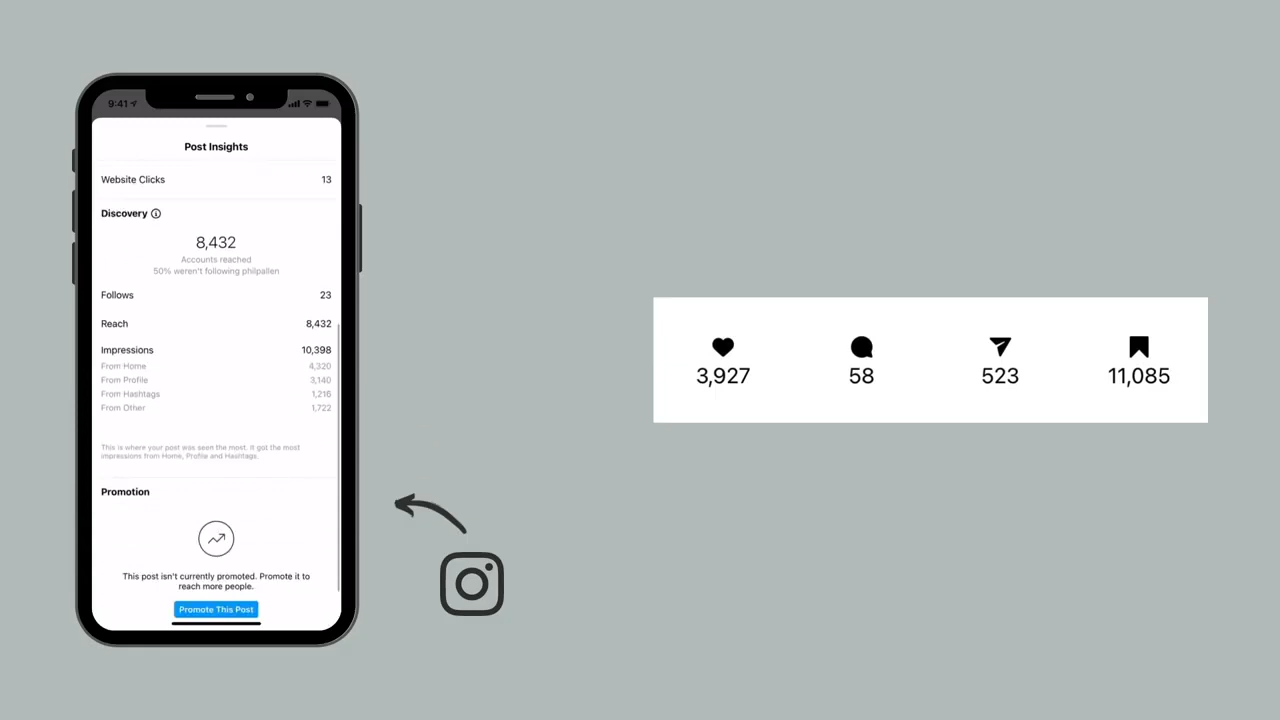 9:41
Post Insights
Website Clicks 13
Discovery
8,432
Accounts reached
50% weren't following philpallen
Follows 23
Reach 8,432
Impressions 10,398
From Home 4,320
From Profile 3,140
From Hashtags 1,216
From Other 1,722
This is where your post was seen the most. It got the most
impressions from Home, Profile and Hashtags.
Promotion
This post isn't currently promoted. Promote it to
reach more people.
Promote This Post
3,927 58 523 11,085